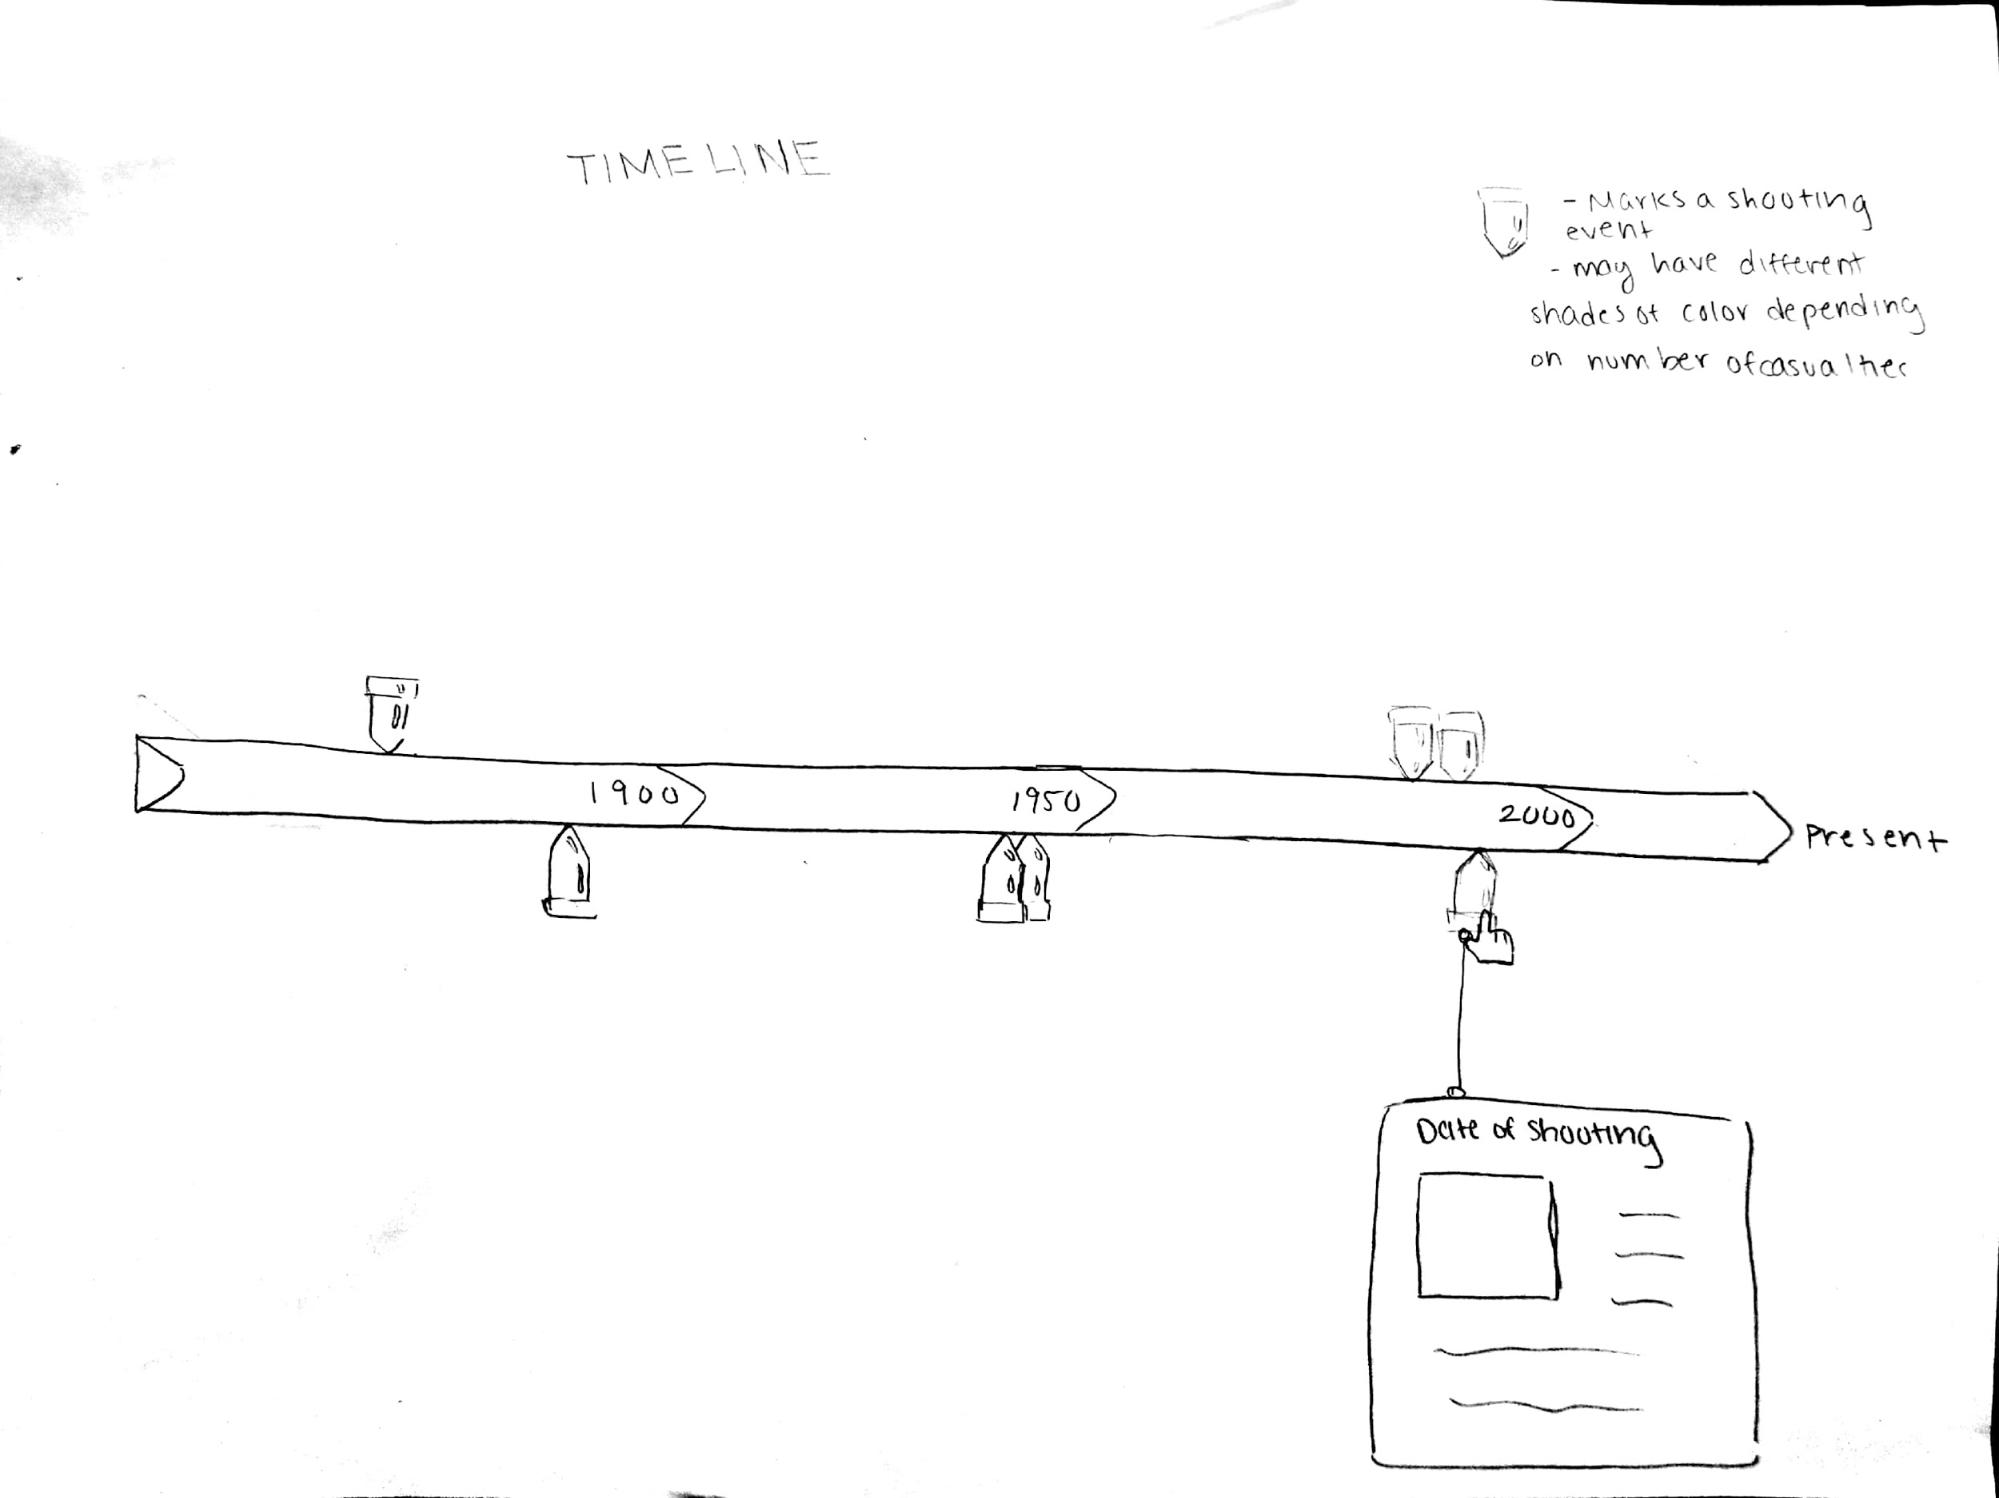 TIMELINE
- Marks a shooting
event
- may have different
shades of color depending
on number of casualties
1900
1950
2000
Present
Date of shooting